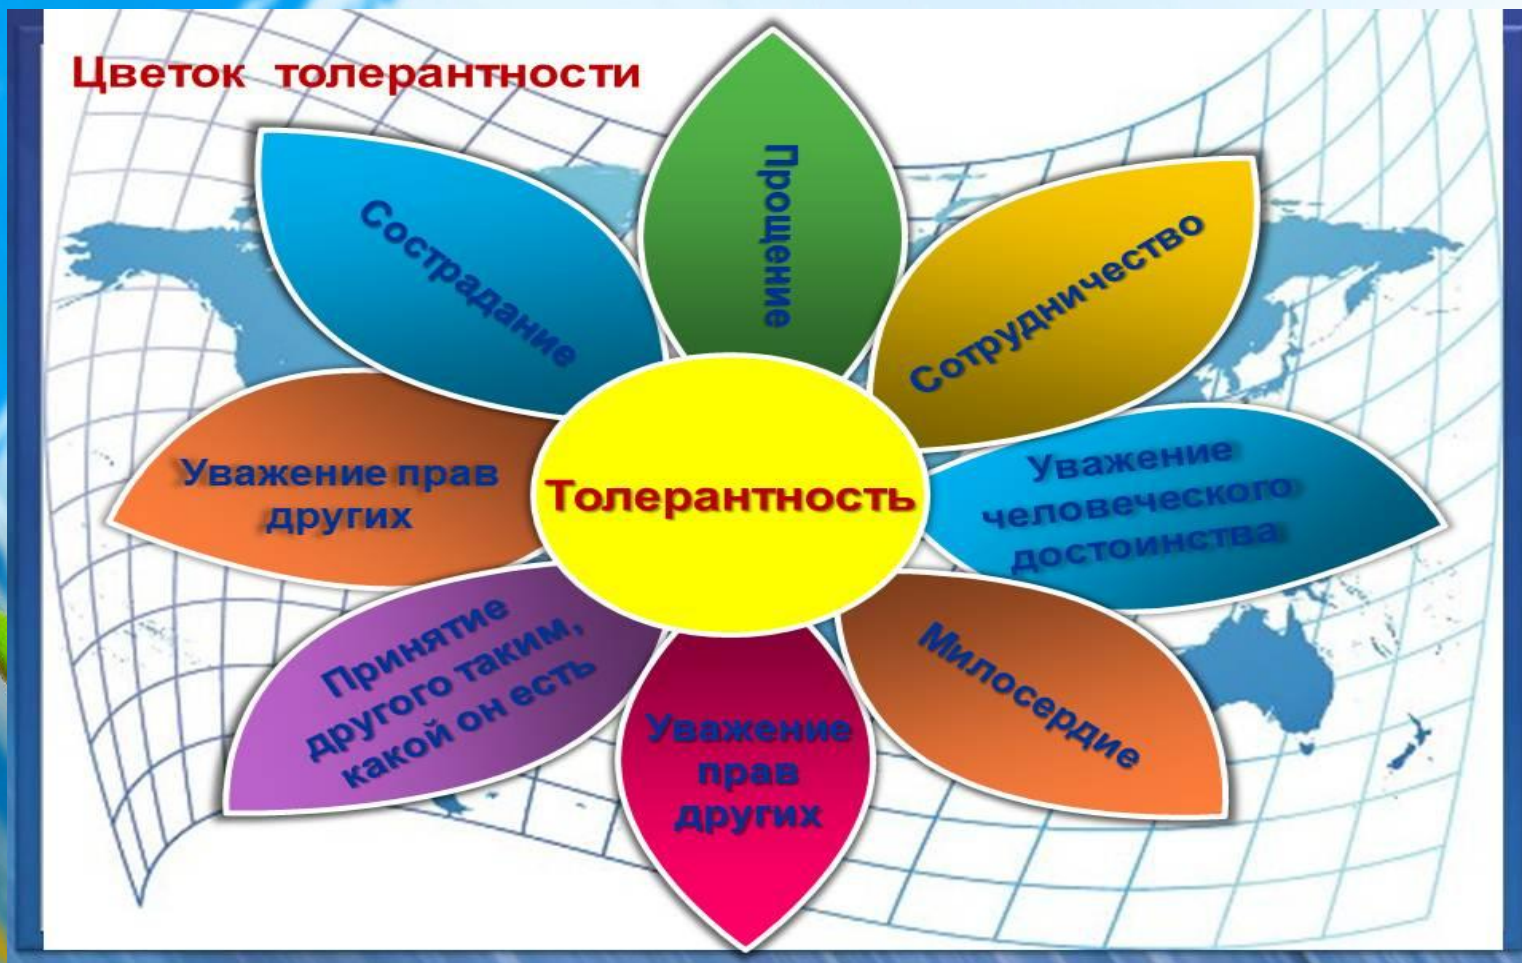 Цветок толерантности
Прощение
Сострадание
Сотрудничество
Уважение прав
других
Толерантность
Уважение
человеческого
достоинства
Принятие
другого таким,
какой он есть
Уважение
прав
других
Милосердие